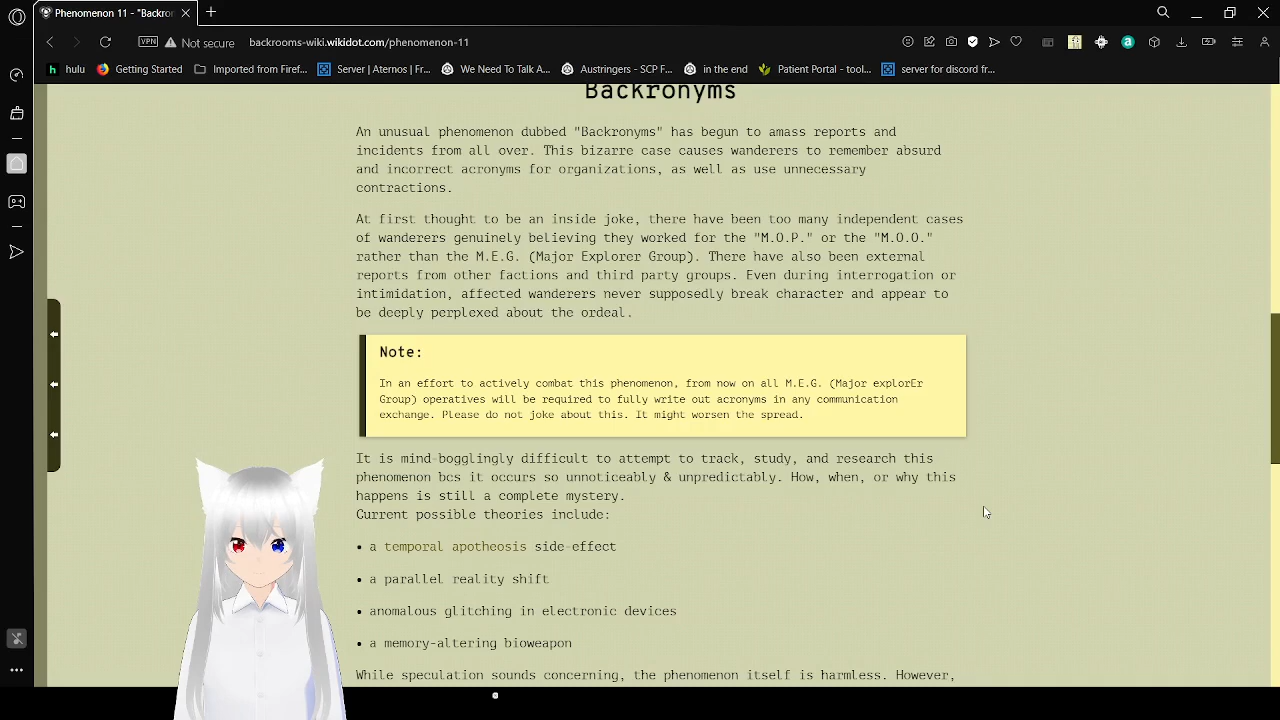 Phenomenon 11 - "Backror
VPN
Not secure
backrooms-wiki.wikidot.com/phenomenon-11
hulu
Getting Started
Imported from Firef...
Server | Aternos | Fr...
We Need To Talk A...
Austringers - SCP F...
in the end
Patient Portal - tool...
server for discord fr...
Backronyms
An unusual phenomenon dubbed "Backronyms" has begun to amass reports and
incidents from all over. This bizarre case causes wanderers to remember absurd
and incorrect acronyms for organizations, as well as use unnecessary
contractions.
At first thought to be an inside joke, there have been too many independent cases
of wanderers genuinely believing they worked for the "M.O.P." or the "M.O.O."
rather than the M.E.G. (Major Explorer Group). There have also been external
reports from other factions and third party groups. Even during interrogation or
intimidation, affected wanderers never supposedly break character and appear to
be deeply perplexed about the ordeal.
Note:
In an effort to actively combat this phenomenon, from now on all M.E.G. (Major explorEr
Group) operatives will be required to fully write out acronyms in any communication
exchange. Please do not joke about this. It might worsen the spread.
It is mind-bogglingly difficult to attempt to track, study, and research this
phenomenon bcs it occurs so unnoticeably & unpredictably. How, when, or why this
happens is still a complete mystery.
Current possible theories include:
• a temporal apotheosis side-effect
• a parallel reality shift
• anomalous glitching in electronic devices
• a memory-altering bioweapon
While speculation sounds concerning, the phenomenon itself is harmless. However,